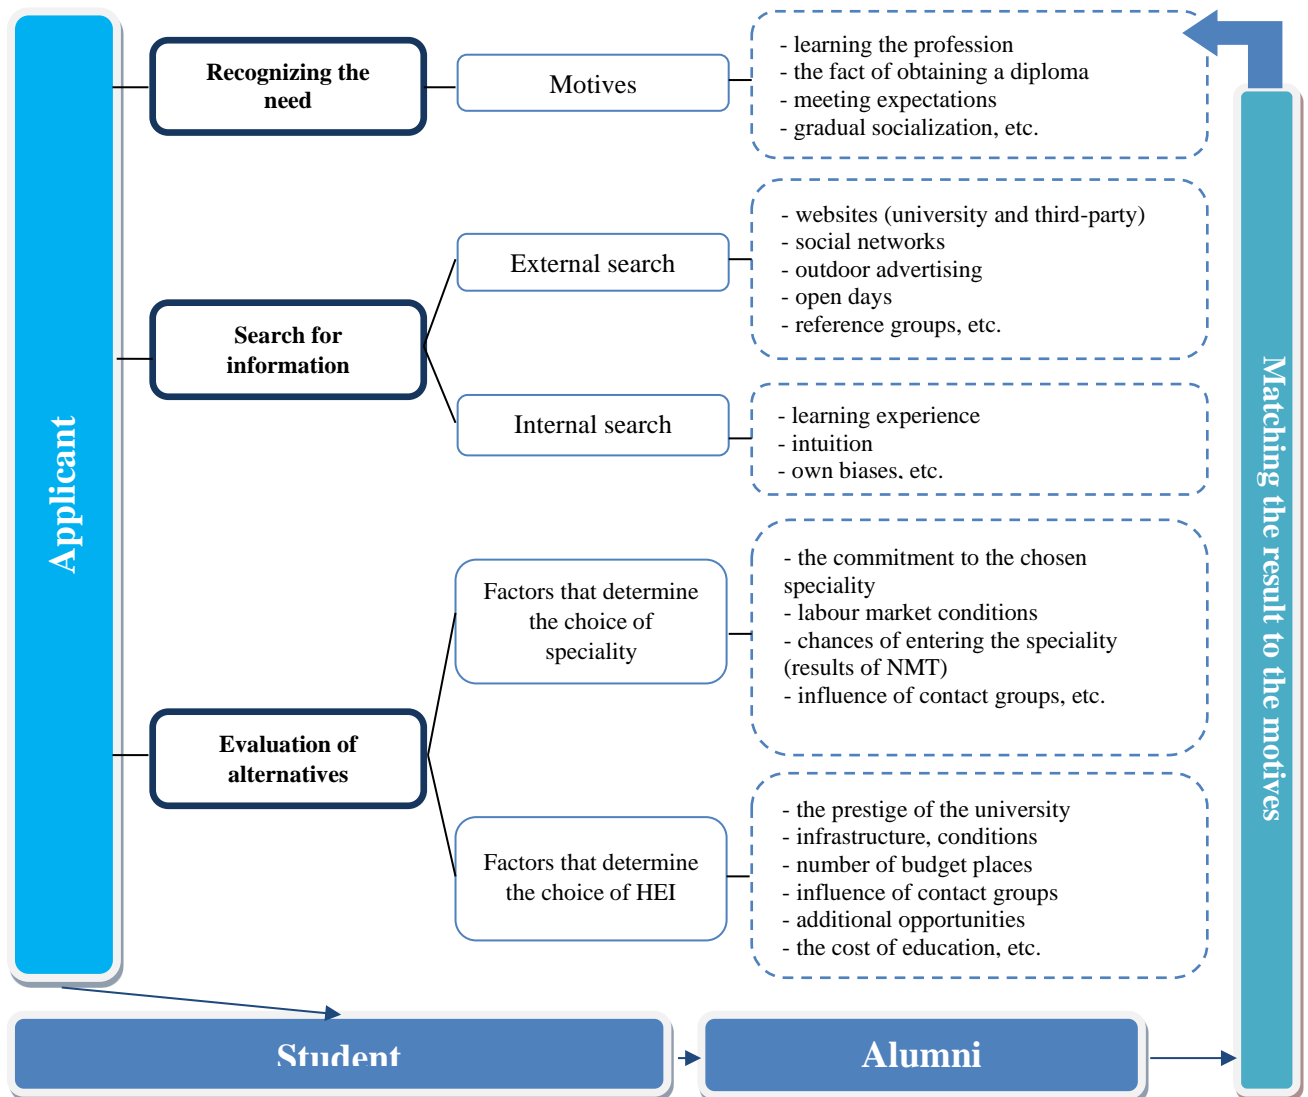 Applicant
Recognizing the
need
Motives
- learning the profession
- the fact of obtaining a diploma
- meeting expectations
- gradual socialization, etc.
Search for
information
External search
- websites (university and third-party)
- social networks
- outdoor advertising
- open days
- reference groups, etc.
Internal search
- learning experience
- intuition
- own biases, etc.
Evaluation of
alternatives
Factors that determine
the choice of
speciality
- the commitment to the chosen
speciality
- labour market conditions
- chances of entering the speciality
(results of NMT)
- influence of contact groups, etc.
Factors that determine
the choice of HEI
- the prestige of the university
- infrastructure, conditions
- number of budget places
- influence of contact groups
- additional opportunities
- the cost of education, etc.
Student
Alumni
Matching the result to the motives